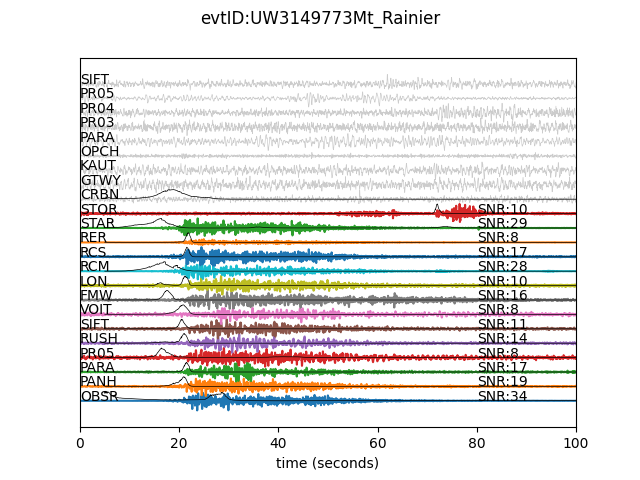 evtID:UW3149773Mt_Rainier
SIFT
PR05
PR04
PR03
PARA
OPCH
KAUT
GTWY
CRBN
STOR SNR:10
STAR SNR:29
RER SNR:8
RCS SNR:17
RCM SNR:28
LON SNR:10
FMW SNR:16
VOIT SNR:8
SIFT SNR:11
RUSH SNR:14
PR05 SNR:8
PARA SNR:17
PANH SNR:19
OBSR SNR:34
0 20 40 60 80 100
time (seconds)